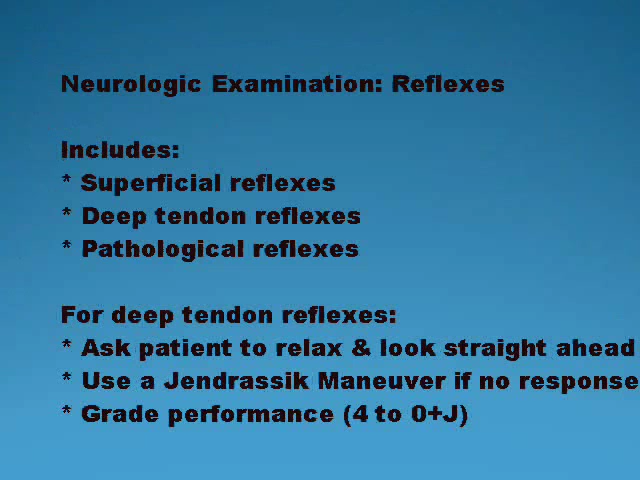 Neurologic Examination: Reflexes
Includes:
* Superficial reflexes
* Deep tendon reflexes
* Pathological reflexes
For deep tendon reflexes:
* Ask patient to relax & look straight ahead
* Use a Jendrassik Maneuver if no response
* Grade performance (4 to 0+J)